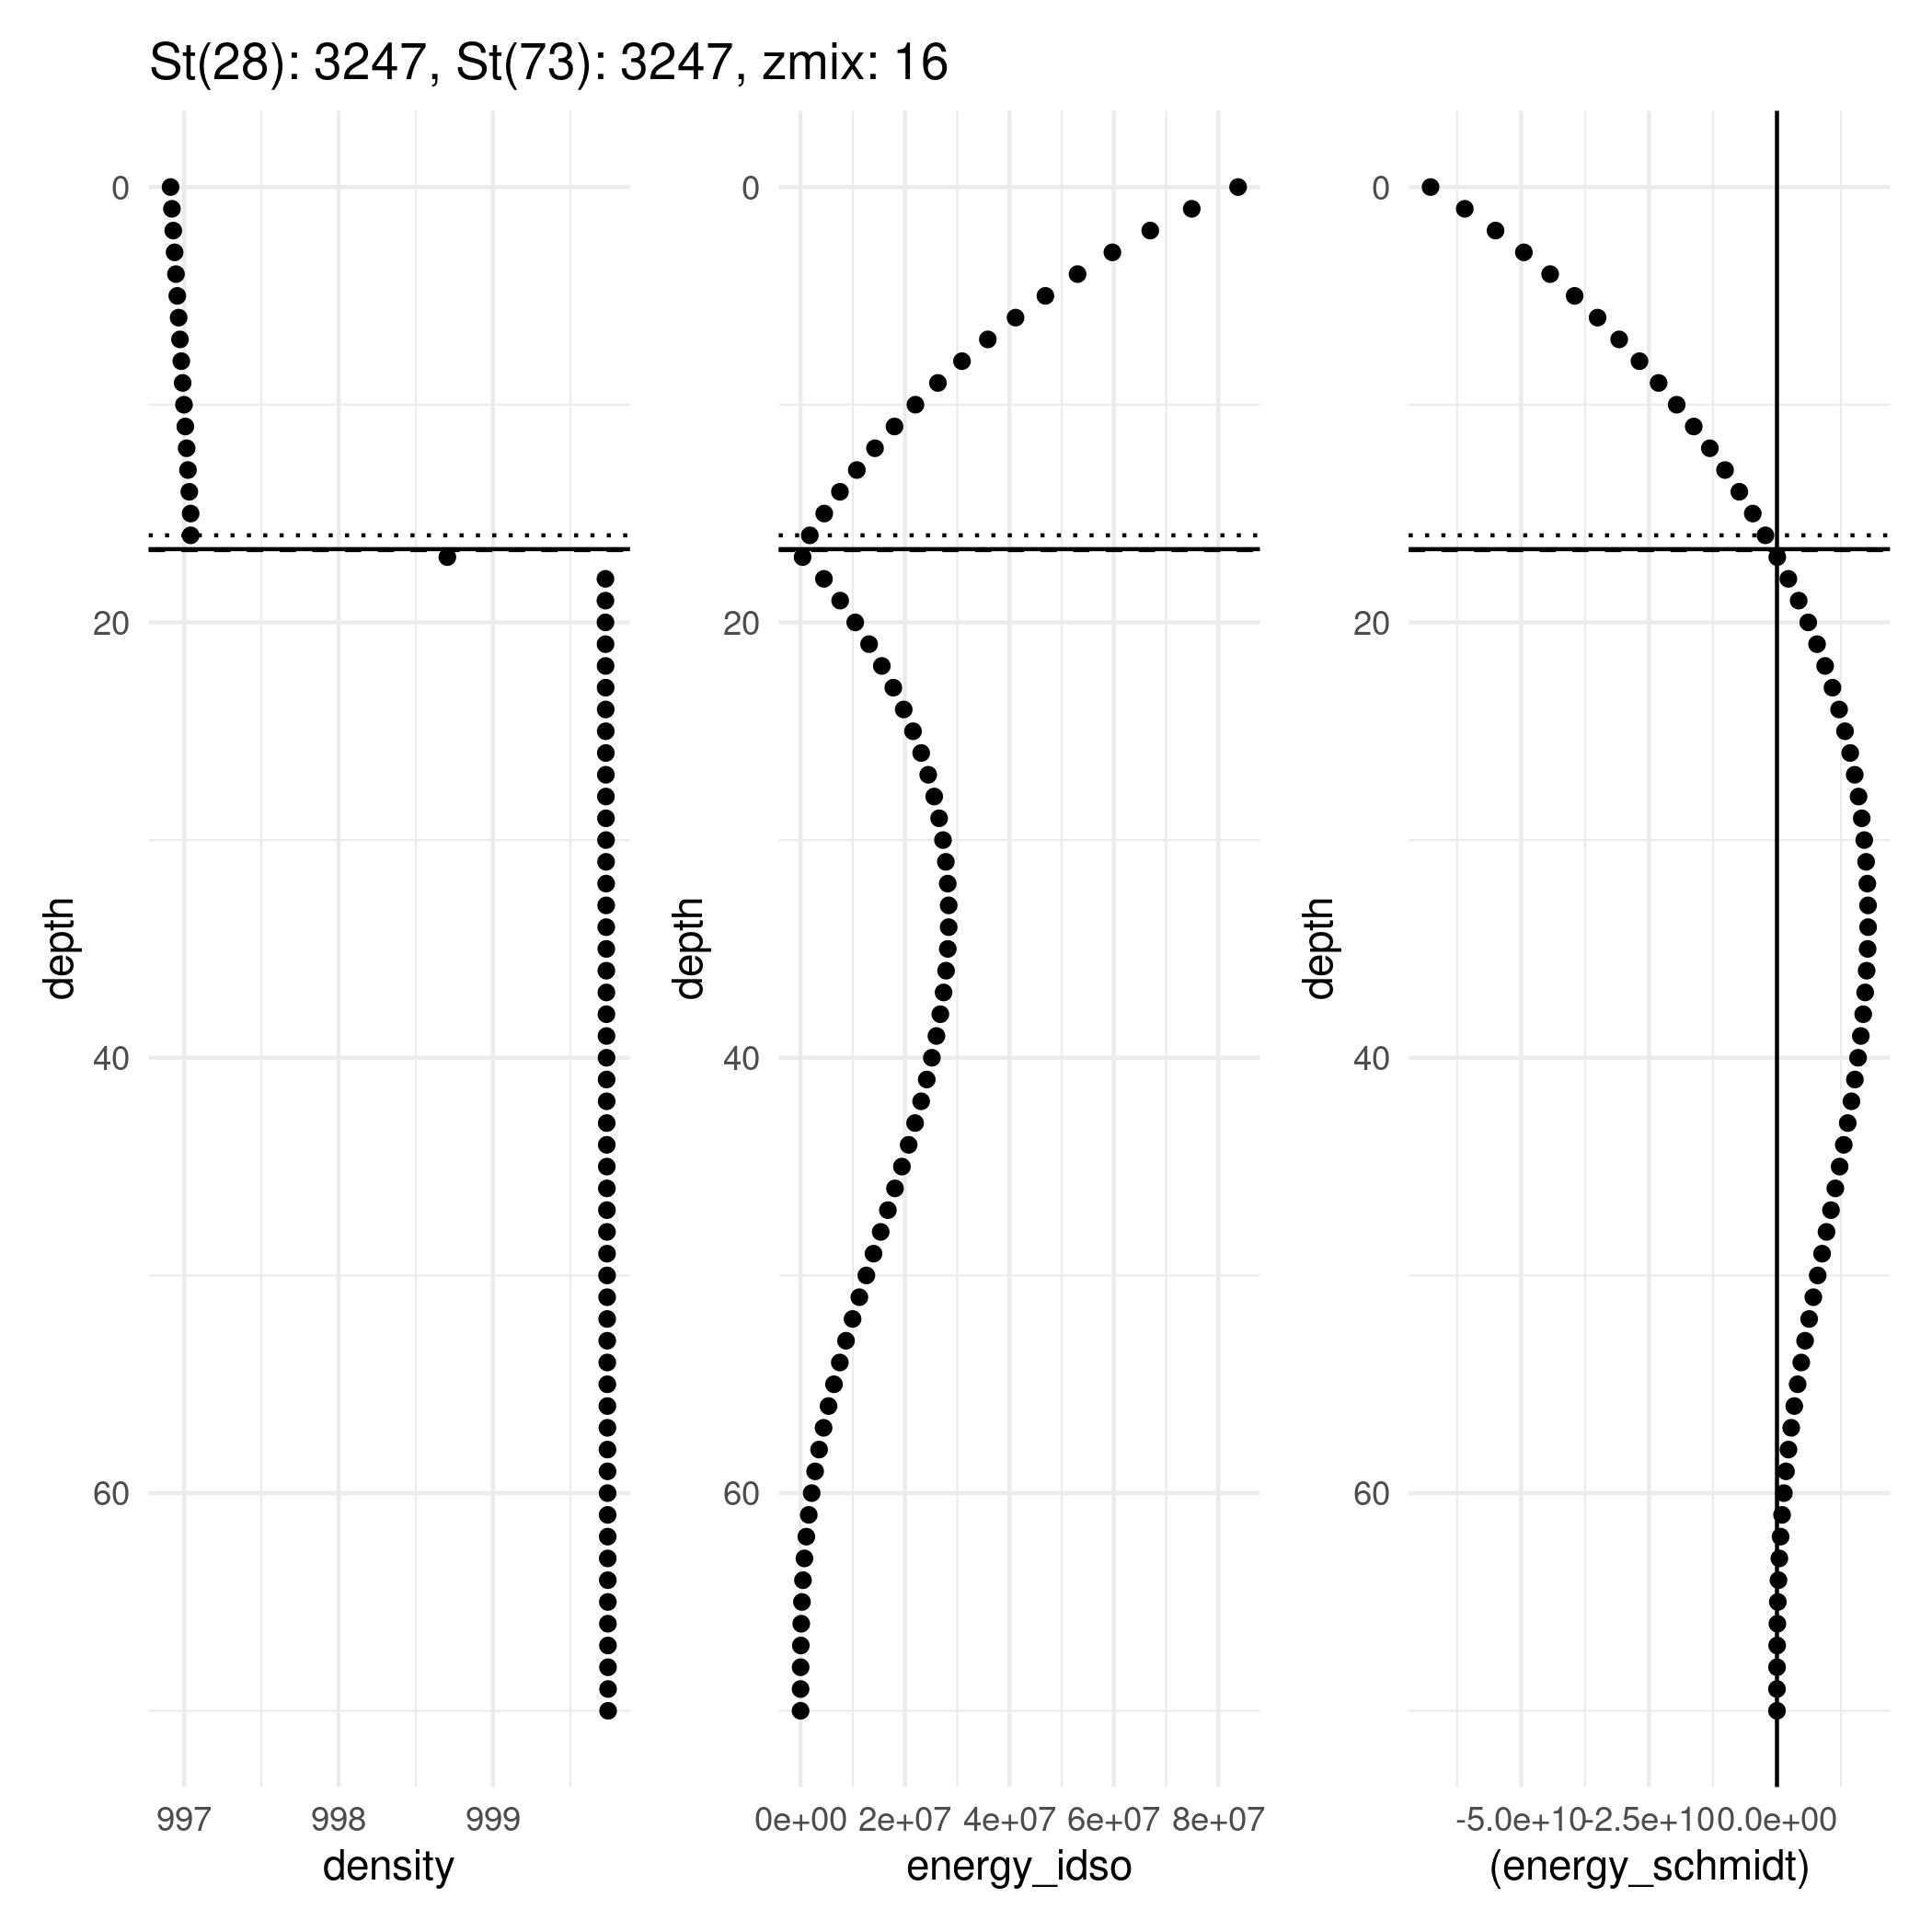 St(28): 3247, St(73): 3247, zmix: 16
0
20
40
60
depth
997 998 999
density
0
20
40
60
depth
0e+00 2e+07 4e+07 6e+07 8e+07
energy_idso
0
20
40
60
depth
-5.0e+10 -2.5e+10 0.0e+00
(energy_schmidt)